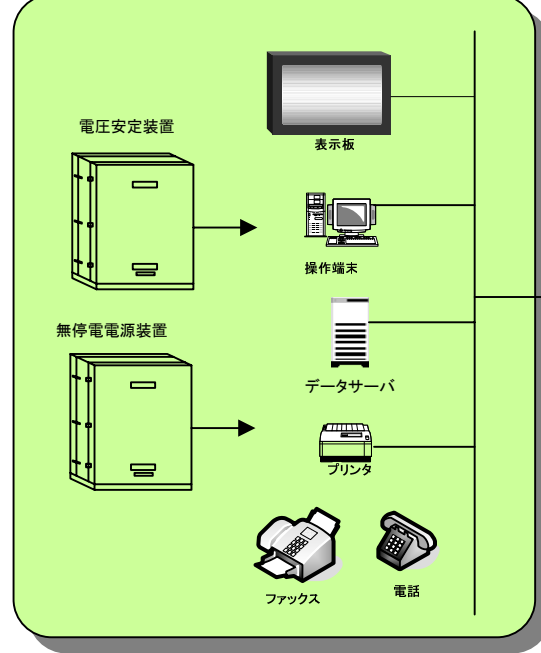 電圧安定装置
表示板
操作端末
無停電電源装置
データサーバ
プリンタ
ファックス
電話